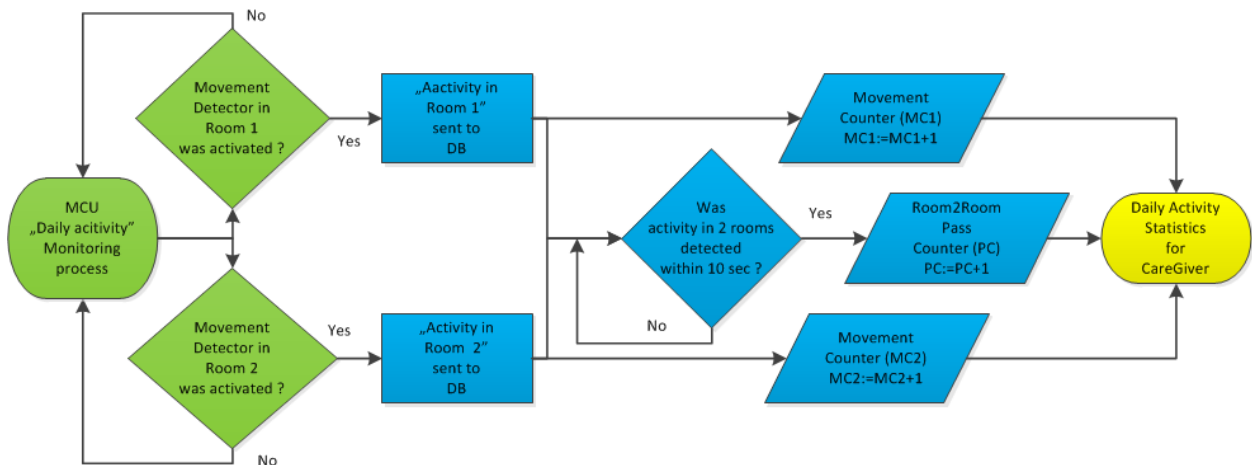 No
Movement
Detector in
Room 1
was activated ?
Yes
„Aactivity in
Room 1”
sent to
DB
Movement
Counter (MC1)
MC1:=MC1+1
MCU
„Daily acitivity”
Monitoring
process
Was
activity in 2 rooms
detected
within 10 sec ?
Yes
No
Room2Room
Pass
Counter (PC)
PC:=PC+1
Daily Activity
Statistics
for
CareGiver
Movement
Detector in
Room 2
was activated ?
Yes
No
„Activity in
Room 2”
sent to
DB
Movement
Counter (MC2)
MC2:=MC2+1